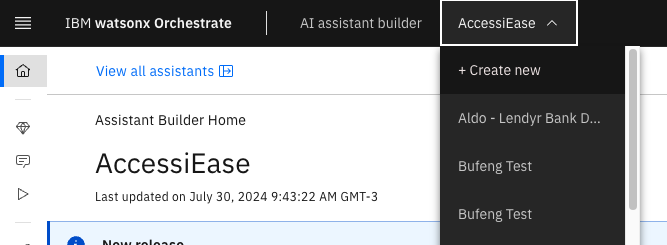 IBM watsonx Orchestrate
AI assistant builder
AccessiEase
+ Create new
Aldo - Lendyr Bank D...
Bufeng Test
Bufeng Test
View all assistants
Assistant Builder Home
AccessiEase
Last updated on July 30, 2024 9:43:22 AM GMT-3
New release